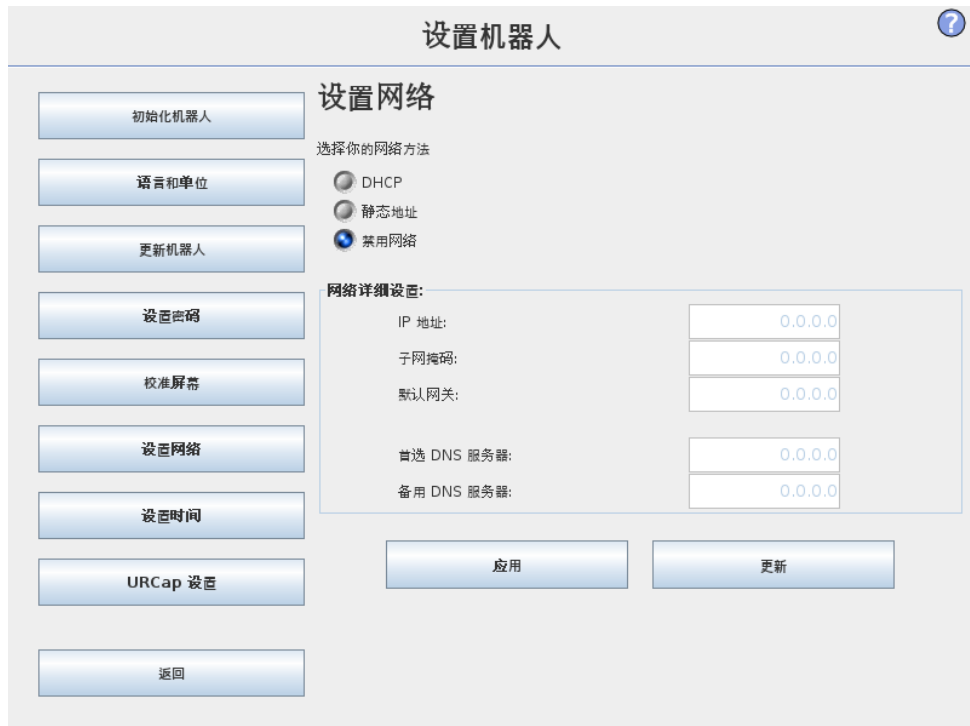 设置机器人
?
初始化机器人
语言和单位
更新机器人
设置密码
校准屏幕
设置网络
设置时间
URCap 设置
返回
设置网络
选择你的网络方法
DHCP
静态地址
禁用网络
网络详细设置:
IP 地址: 0.0.0.0
子网掩码: 0.0.0.0
默认网关: 0.0.0.0
首选 DNS 服务器: 0.0.0.0
备用 DNS 服务器: 0.0.0.0
应用
更新